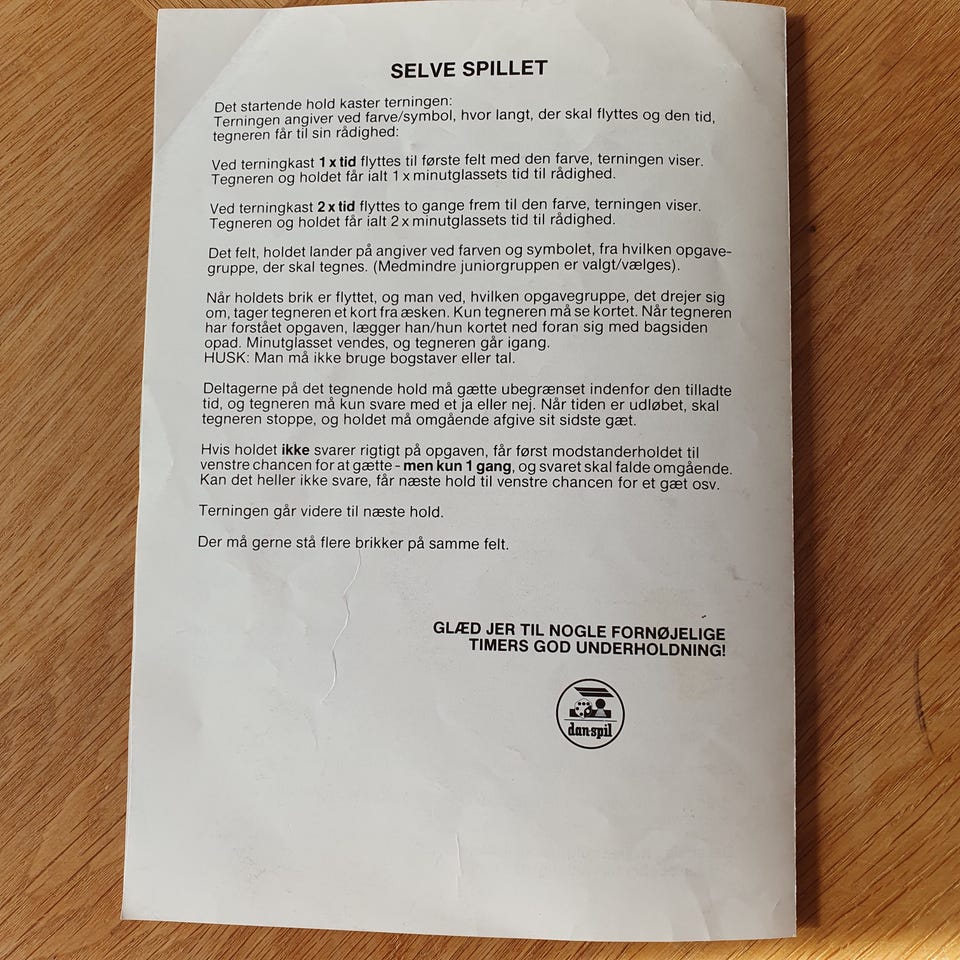 SELVE SPILLET
Det startende hold kaster terningen:
Terningen angiver ved farve/symbol, hvor langt, der skal flyttes og den tid,
tegneren får til sin rådighed:
Ved terningkast 1 x tid flyttes til første felt med den farve, terningen viser.
Tegneren og holdet får ialt 1 x minutglassets tid til rådighed.
Ved terningkast 2 x tid flyttes to gange frem til den farve, terningen viser.
Tegneren og holdet får ialt 2 x minutglassets tid til rådighed.
Det felt, holdet lander på angiver ved farven og symbolet, fra hvilken opgave-
gruppe, der skal tegnes. (Medmindre juniorgruppen er valgt/vælges).
Når holdets brik er flyttet, og man ved, hvilken opgavegruppe, det drejer sig
om, tager tegneren et kort fra æsken. Kun tegneren må se kortet. Når tegneren
har forstået opgaven, lægger han/hun kortet ned foran sig med bagsiden
opad. Minutglasset vendes, og tegneren går igang.
HUSK: Man må ikke bruge bogstaver eller tal.
Deltagerne på det tegnende hold må gætte ubegrænset indenfor den tilladte
tid, og tegneren må kun svare med et ja eller nej. Når tiden er udløbet, skal
tegneren stoppe, og holdet må omgående afgive sit sidste gæt.
Hvis holdet ikke svarer rigtigt på opgaven, får først modstanderholdet til
venstre chancen for at gætte - men kun 1 gang, og svaret skal falde omgående.
Kan det heller ikke svare, får næste hold til venstre chancen for et gæt osv.
Terningen går videre til næste hold.
Der må gerne stå flere brikker på samme felt.
GLÆD JER TIL NOGLE FORNØJELIGE
TIMERS GOD UNDERHOLDNING!
dan-spil